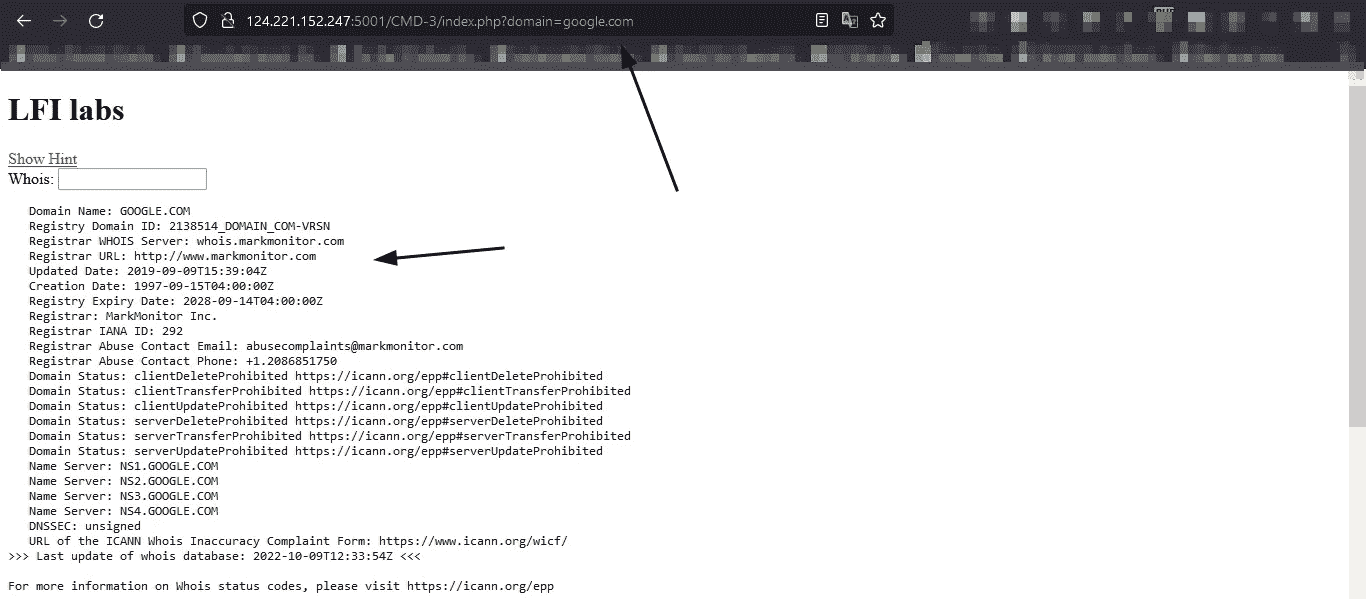 124.221.152.247:5001/CMD-3/index.php?domain=google.com
LFI labs
Show Hint
Whois:
Domain Name: GOOGLE.COM
Registry Domain ID: 2138514_DOMAIN_COM-VRSN
Registrar WHOIS Server: whois.markmonitor.com
Registrar URL: http://www.markmonitor.com
Updated Date: 2019-09-09T15:39:04Z
Creation Date: 1997-09-15T04:00:00Z
Registry Expiry Date: 2028-09-14T04:00:00Z
Registrar: MarkMonitor Inc.
Registrar IANA ID: 292
Registrar Abuse Contact Email: abusecomplaints@markmonitor.com
Registrar Abuse Contact Phone: +1.2086851750
Domain Status: clientDeleteProhibited https://icann.org/epp#clientDeleteProhibited
Domain Status: clientTransferProhibited https://icann.org/epp#clientTransferProhibited
Domain Status: clientUpdateProhibited https://icann.org/epp#clientUpdateProhibited
Domain Status: serverDeleteProhibited https://icann.org/epp#serverDeleteProhibited
Domain Status: serverTransferProhibited https://icann.org/epp#serverTransferProhibited
Domain Status: serverUpdateProhibited https://icann.org/epp#serverUpdateProhibited
Name Server: NS1.GOOGLE.COM
Name Server: NS2.GOOGLE.COM
Name Server: NS3.GOOGLE.COM
Name Server: NS4.GOOGLE.COM
DNSSEC: unsigned
URL of the ICANN Whois Inaccuracy Complaint Form: https://www.icann.org/wicf/
>>> Last update of whois database: 2022-10-09T12:33:54Z <<<
For more information on Whois status codes, please visit https://icann.org/epp